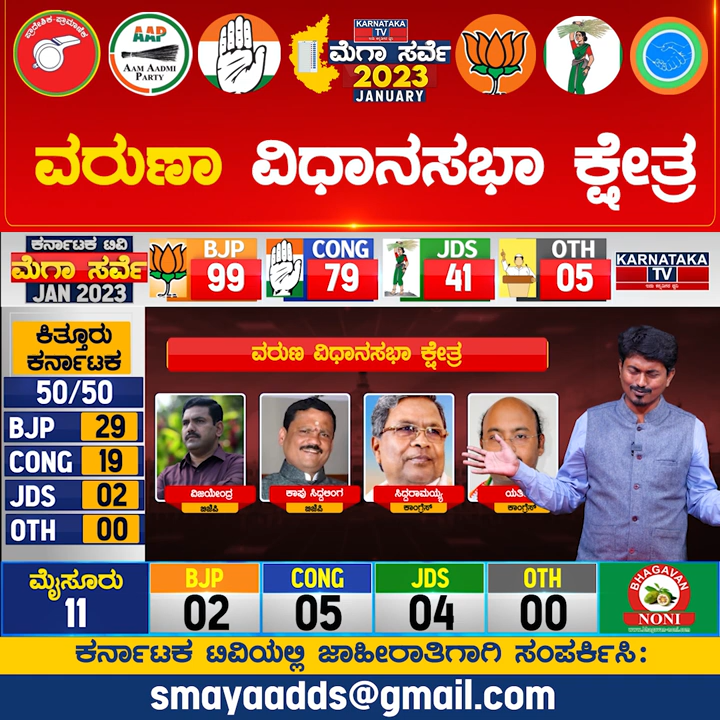 ಪ್ರದೇಶಿಕ-ಪ್ರಾಮಾಣಿಕ
AAP
AAM AADMI
PARTY
KARNATAKA
TV
ಮೆಗಾ ಸರ್ವೆ
2023
JANUARY
ವರುಣಾ ವಿಧಾನಸಭಾ ಕ್ಷೇತ್ರ
ಕರ್ನಾಟಕ ಟಿವಿ
ಮೆಗಾ ಸರ್ವೆ
JAN 2023
BJP
99
CONG
79
JDS
41
OTH
05
KARNATAKA
TV
ಕಿತ್ತೂರು
ಕರ್ನಾಟಕ
50/50
BJP 29
CONG 19
JDS 02
OTH 00
ವರುಣ ವಿಧಾನಸಭಾ ಕ್ಷೇತ್ರ
ವಿಜಯೇಂದ್ರ
ಬಿಜೆಪಿ
ಕಾಪು ಸಿದ್ದಲಿಂಗ
ಬಿಜೆಪಿ
ಸಿದ್ದರಾಮಯ್ಯ
ಕಾಂಗ್ರೆಸ್
ಯತಿ
ಕಾಂಗ್ರೆಸ್
ಮೈಸೂರು
11
BJP
02
CONG
05
JDS
04
OTH
00
BHAGAVAN
NONI
ಕರ್ನಾಟಕ ಟಿವಿಯಲ್ಲಿ ಜಾಹೀರಾತಿಗಾಗಿ ಸಂಪರ್ಕಿಸಿ:
smayaadds@gmail.com